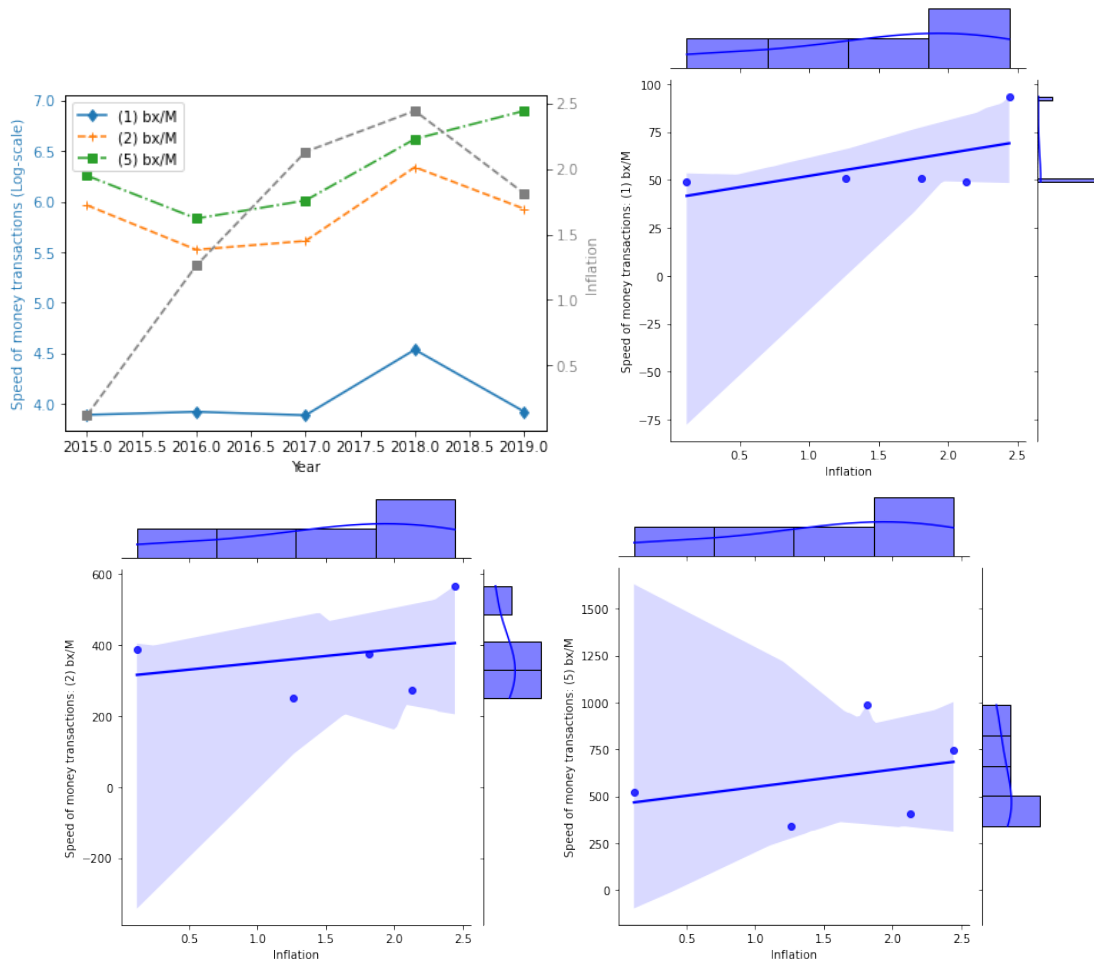 (1) bx/M
(2) bx/M
(5) bx/M
Speed of money transactions (Log-scale)
7.0
6.5
6.0
5.5
5.0
4.5
4.0
2.5
2.0
1.5
1.0
0.5
Inflation
2015.0 2015.5 2016.0 2016.5 2017.0 2017.5 2018.0 2018.5 2019.0
Year
Speed of money transactions: (1) bx/M
100
75
50
25
0
−25
−50
−75
0.5 1.0 1.5 2.0 2.5
Inflation
Speed of money transactions: (2) bx/M
600
400
200
0
−200
0.5 1.0 1.5 2.0 2.5
Inflation
Speed of money transactions: (5) bx/M
1500
1250
1000
750
500
250
0
0.5 1.0 1.5 2.0 2.5
Inflation